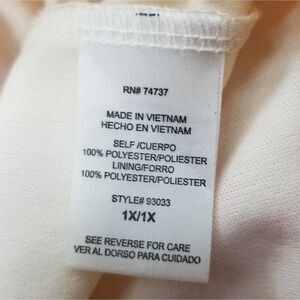 RN# 74737
MADE IN VIETNAM
HECHO EN VIETNAM
SELF /CUERPO
100% POLYESTER/POLIESTER
LINING/FORRO
100% POLYESTER/POLIESTER
STYLE# 93033
1X/1X
SEE REVERSE FOR CARE
VER AL DORSO PARA CUIDADO